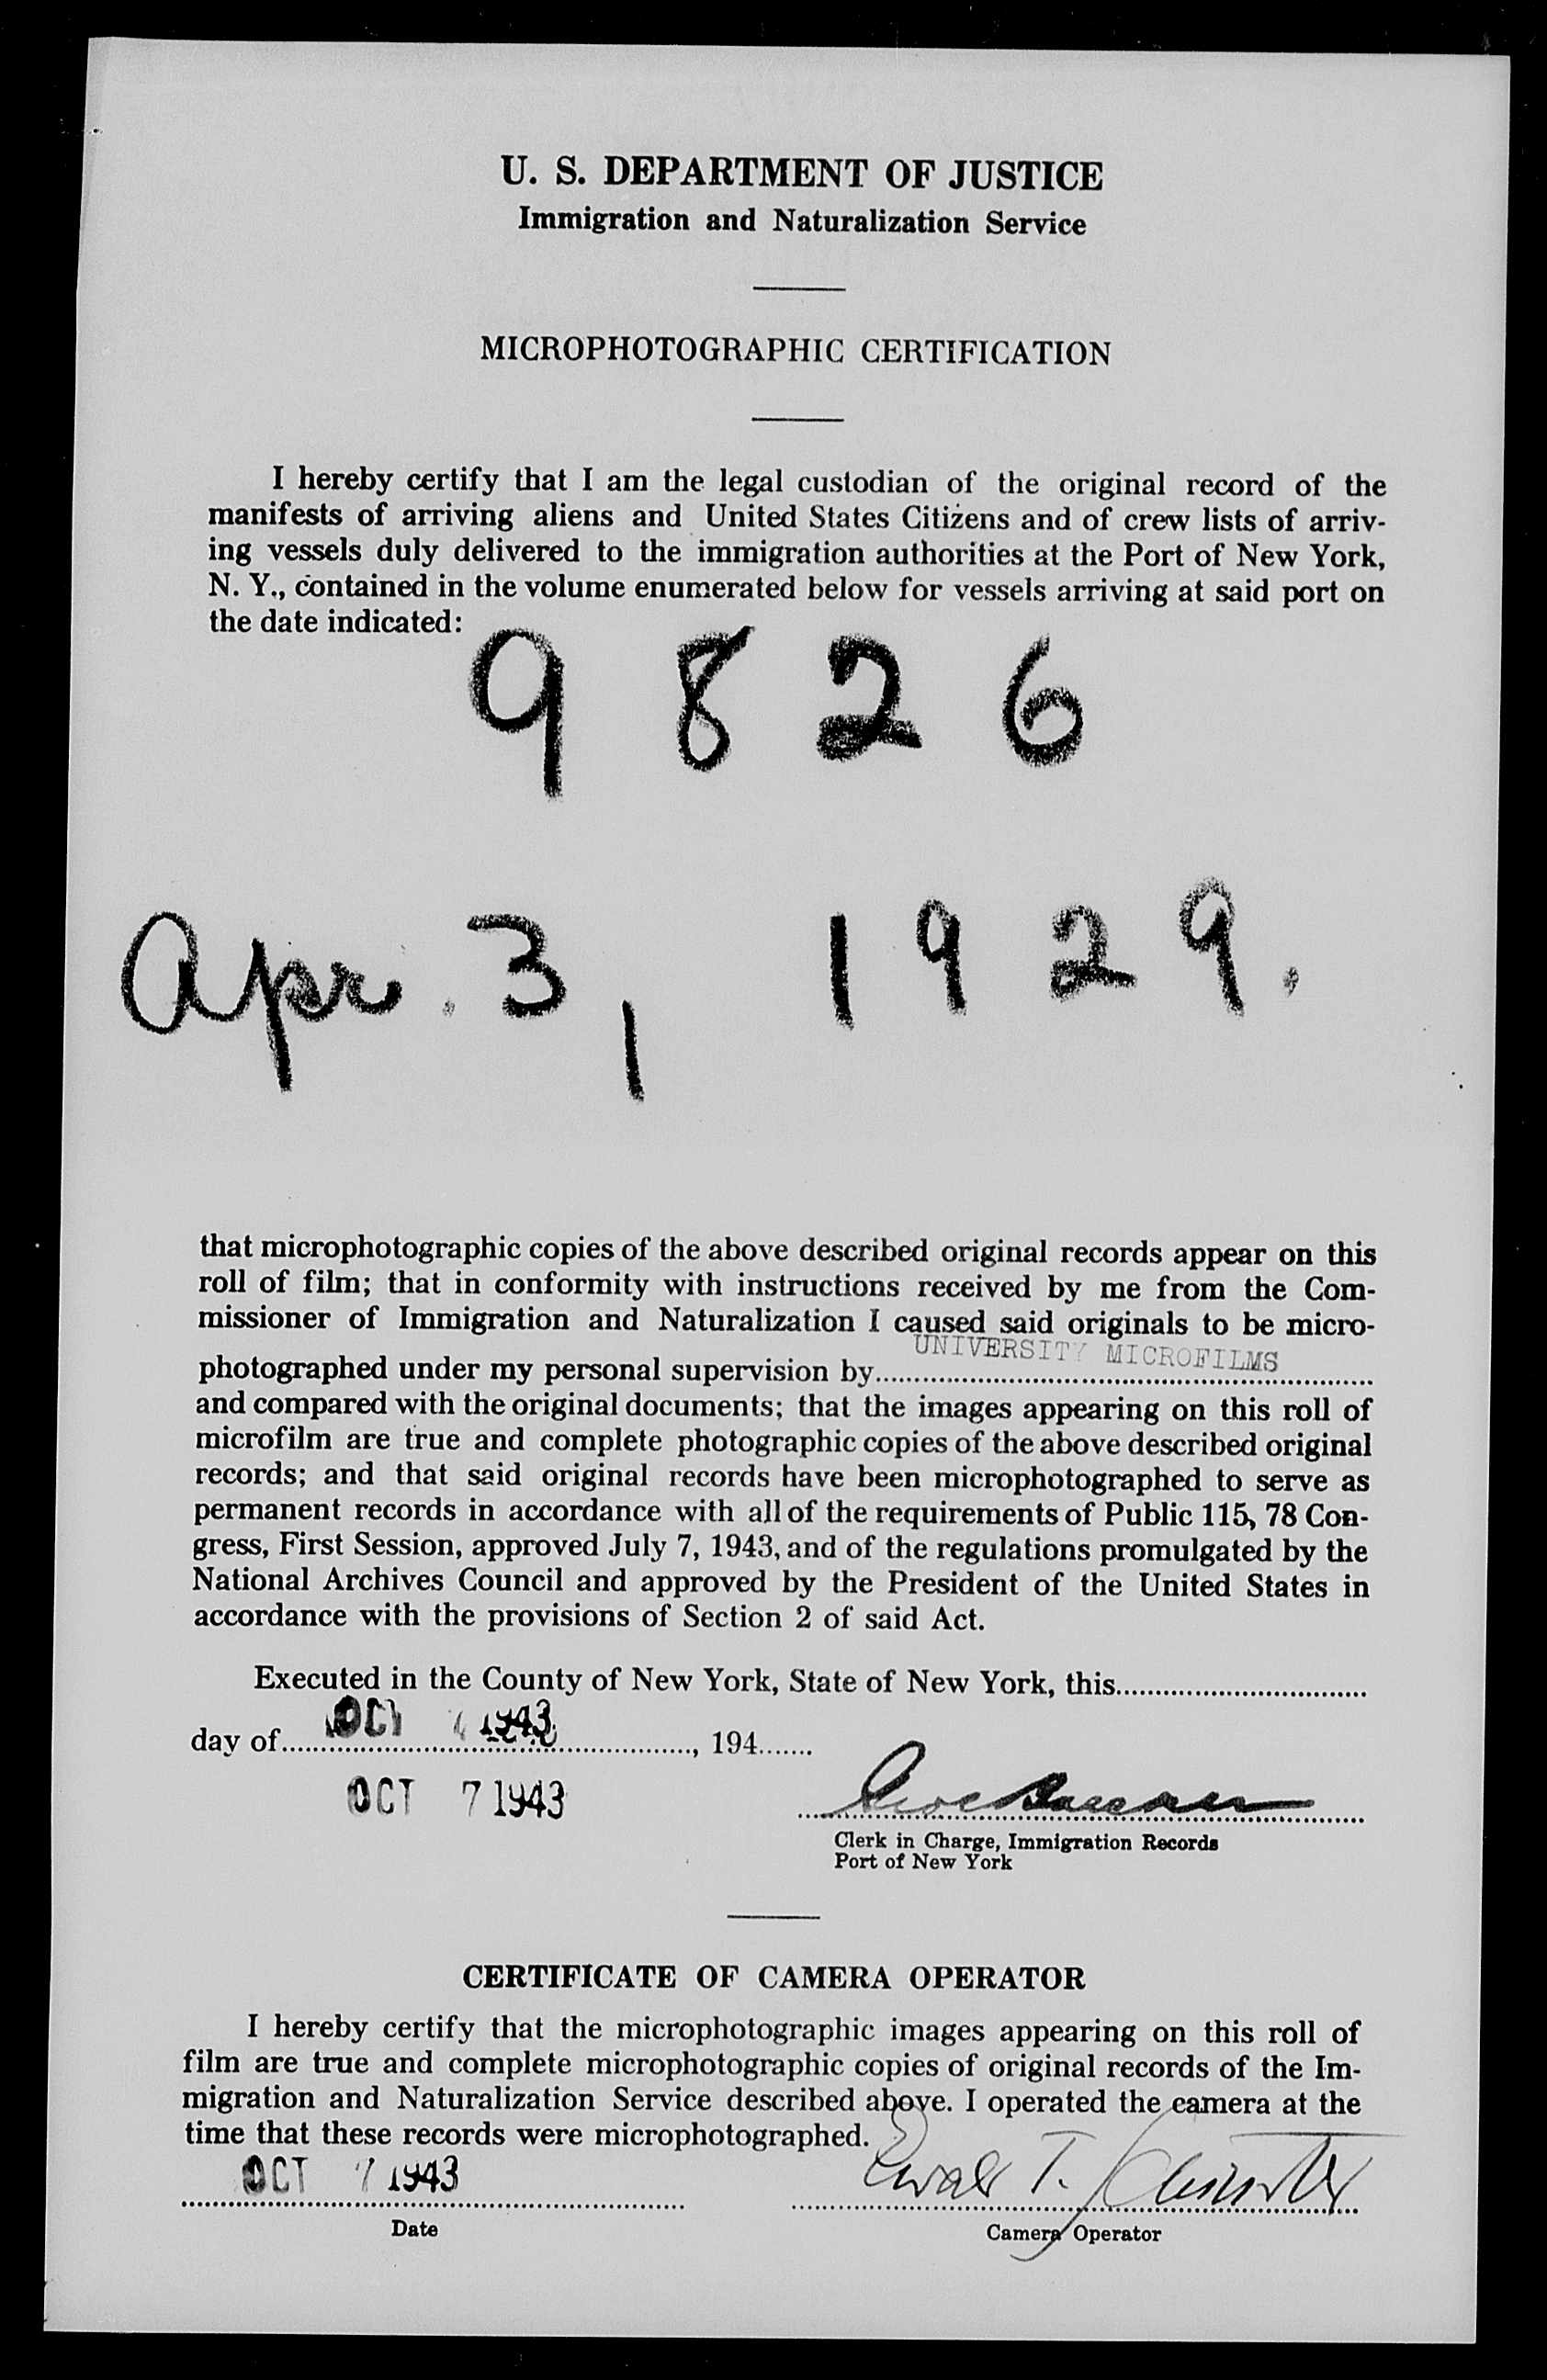 U. S. DEPARTMENT OF JUSTICE
Immigration and Naturalization Service
MICROPHOTOGRAPHIC CERTIFICATION
I hereby certify that I am the legal custodian of the original record of the
manifests of arriving aliens and United States Citizens and of crew lists of arriv-
ing vessels duly delivered to the immigration authorities at the Port of New York,
N. Y., contained in the volume enumerated below for vessels arriving at said port on
the date indicated:
9826
Apr. 3, 1929.
that microphotographic copies of the above described original records appear on this
roll of film; that in conformity with instructions received by me from the Com-
missioner of Immigration and Naturalization I caused said originals to be micro-
UNIVERSITY MICROFILMS
photographed under my personal supervision by
and compared with the original documents; that the images appearing on this roll of
microfilm are true and complete photographic copies of the above described original
records; and that said original records have been microphotographed to serve as
permanent records in accordance with all of the requirements of Public 115, 78 Con-
gress, First Session, approved July 7, 1943, and of the regulations promulgated by the
National Archives Council and approved by the President of the United States in
accordance with the provisions of Section 2 of said Act.
Executed in the County of New York, State of New York, this
day of OCT 1943, 194
OCT 7 1943
Clerk in Charge, Immigration Records
Port of New York
CERTIFICATE OF CAMERA OPERATOR
I hereby certify that the microphotographic images appearing on this roll of
film are true and complete microphotographic copies of original records of the Im-
migration and Naturalization Service described above. I operated the camera at the
time that these records were microphotographed.
OCT 7 1943 T.
Date
Camera Operator